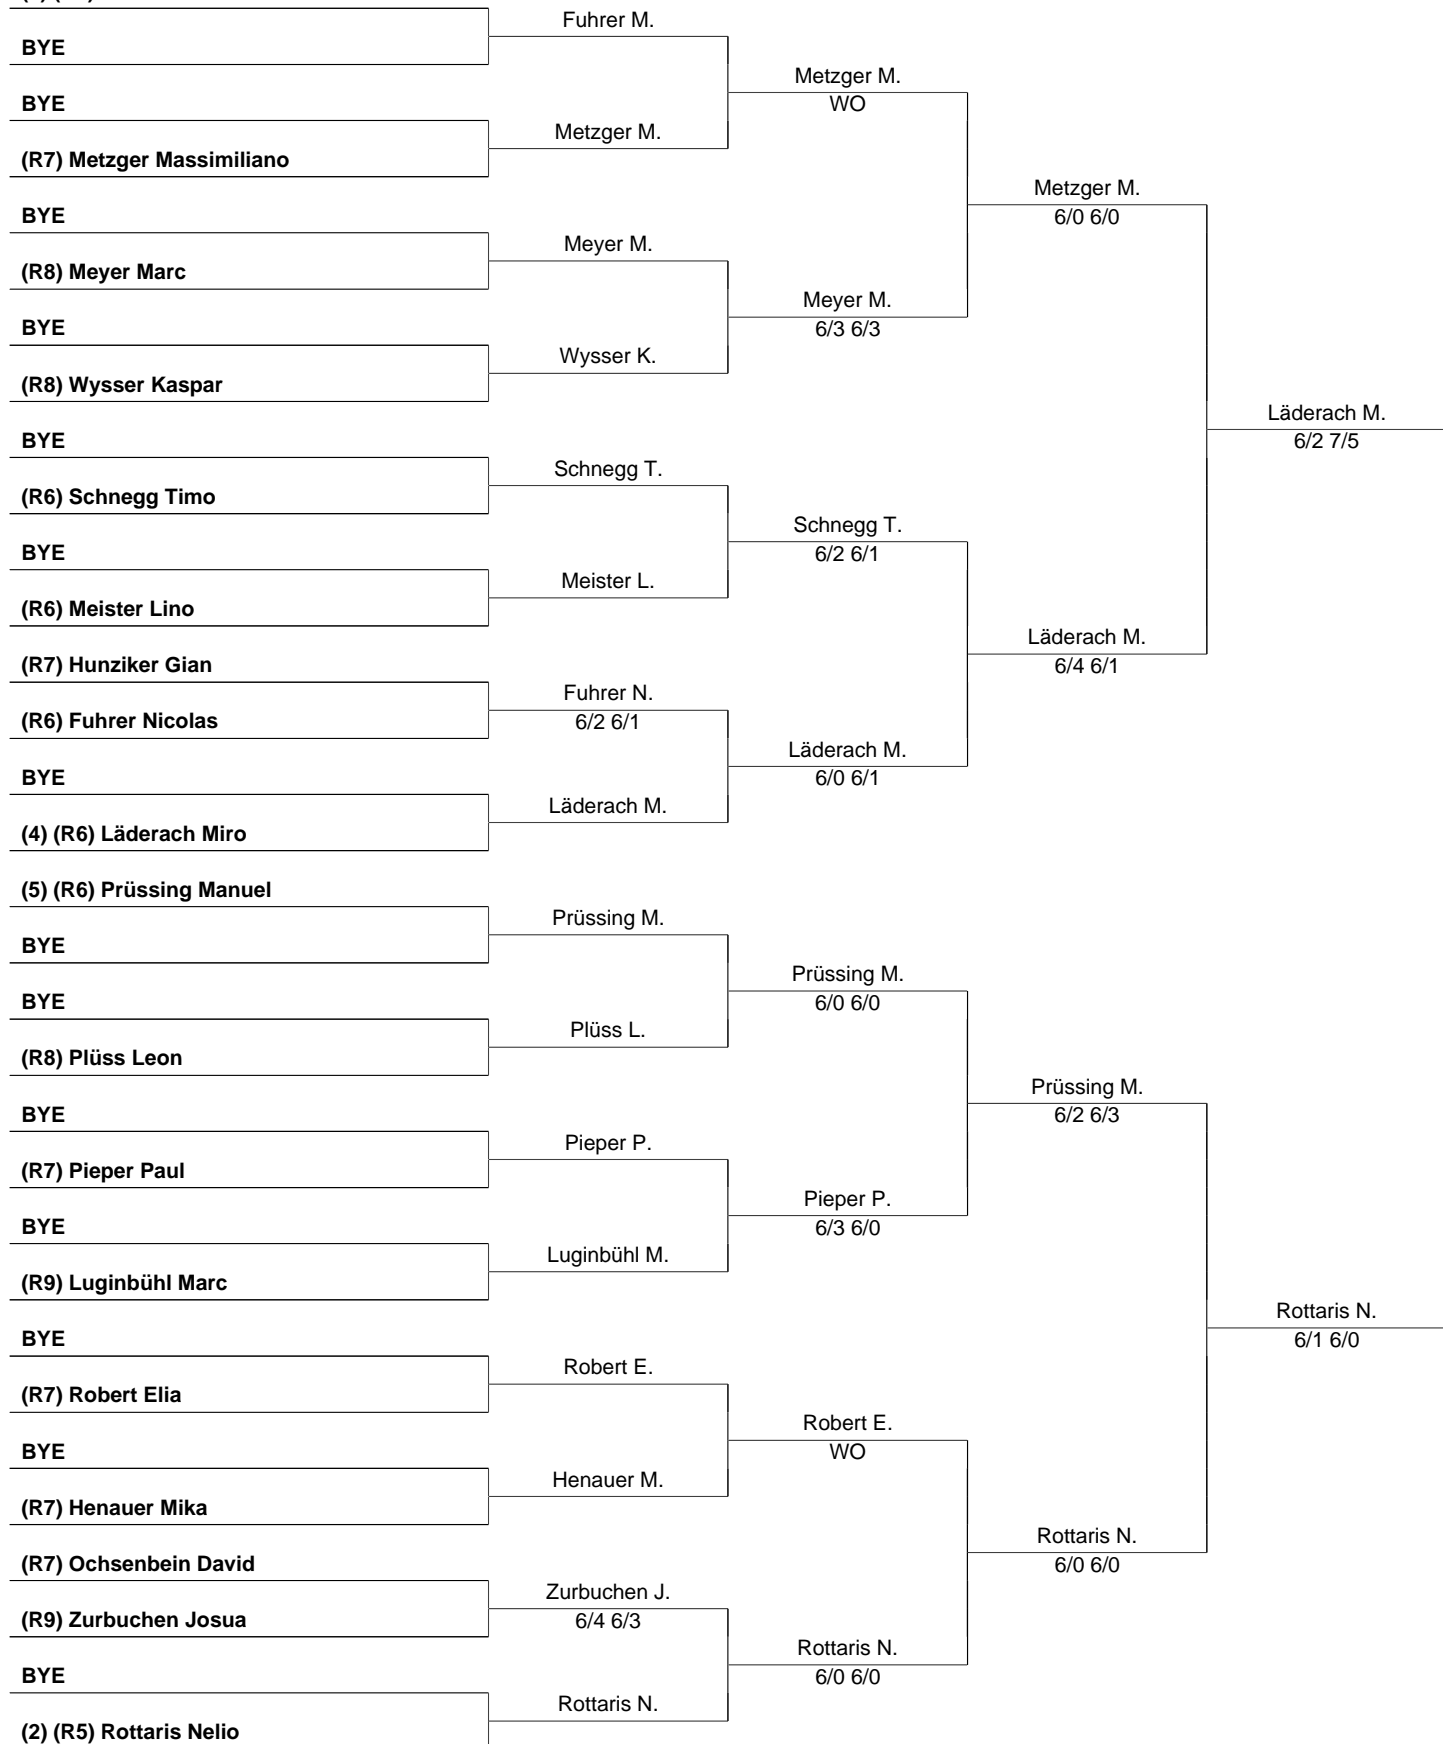 Fuhrer M.
BYE
Metzger M.
WO
BYE
Metzger M.
(R7) Metzger Massimiliano
Metzger M.
6/0 6/0
BYE
Meyer M.
(R8) Meyer Marc
Meyer M.
6/3 6/3
BYE
Wysser K.
(R8) Wysser Kaspar
Läderach M.
6/2 7/5
BYE
Schnegg T.
(R6) Schnegg Timo
Schnegg T.
6/2 6/1
BYE
Meister L.
(R6) Meister Lino
Läderach M.
6/4 6/1
(R7) Hunziker Gian
Fuhrer N.
6/2 6/1
(R6) Fuhrer Nicolas
Läderach M.
6/0 6/1
BYE
Läderach M.
(4) (R6) Läderach Miro
(5) (R6) Prüssing Manuel
Prüssing M.
BYE
Prüssing M.
6/0 6/0
BYE
Plüss L.
(R8) Plüss Leon
Prüssing M.
6/2 6/3
BYE
Pieper P.
(R7) Pieper Paul
Pieper P.
6/3 6/0
BYE
Luginbühl M.
(R9) Luginbühl Marc
Rottaris N.
6/1 6/0
BYE
Robert E.
(R7) Robert Elia
Robert E.
WO
BYE
Henauer M.
(R7) Henauer Mika
Rottaris N.
6/0 6/0
(R7) Ochsenbein David
Zurbuchen J.
6/4 6/3
(R9) Zurbuchen Josua
Rottaris N.
6/0 6/0
BYE
Rottaris N.
(2) (R5) Rottaris Nelio